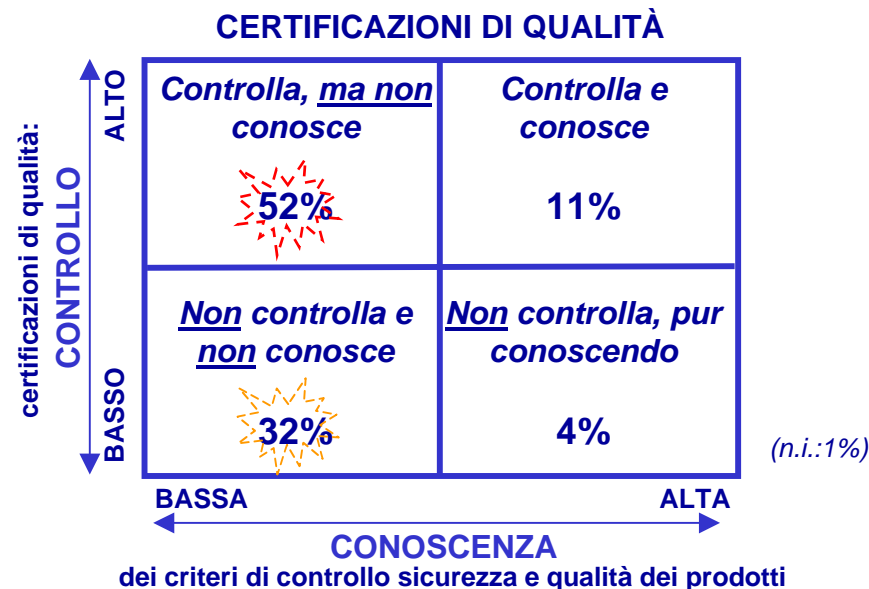 CERTIFICAZIONI DI QUALITÀ
certificazioni di qualità:
CONTROLLO
ALTO
BASSO
Controlla, ma non
conosce
52%
Controlla e
conosce
11%
Non controlla e
non conosce
32%
Non controlla, pur
conoscendo
4%
(n.i.:1%)
BASSA
ALTA
CONOSCENZA
dei criteri di controllo sicurezza e qualità dei prodotti